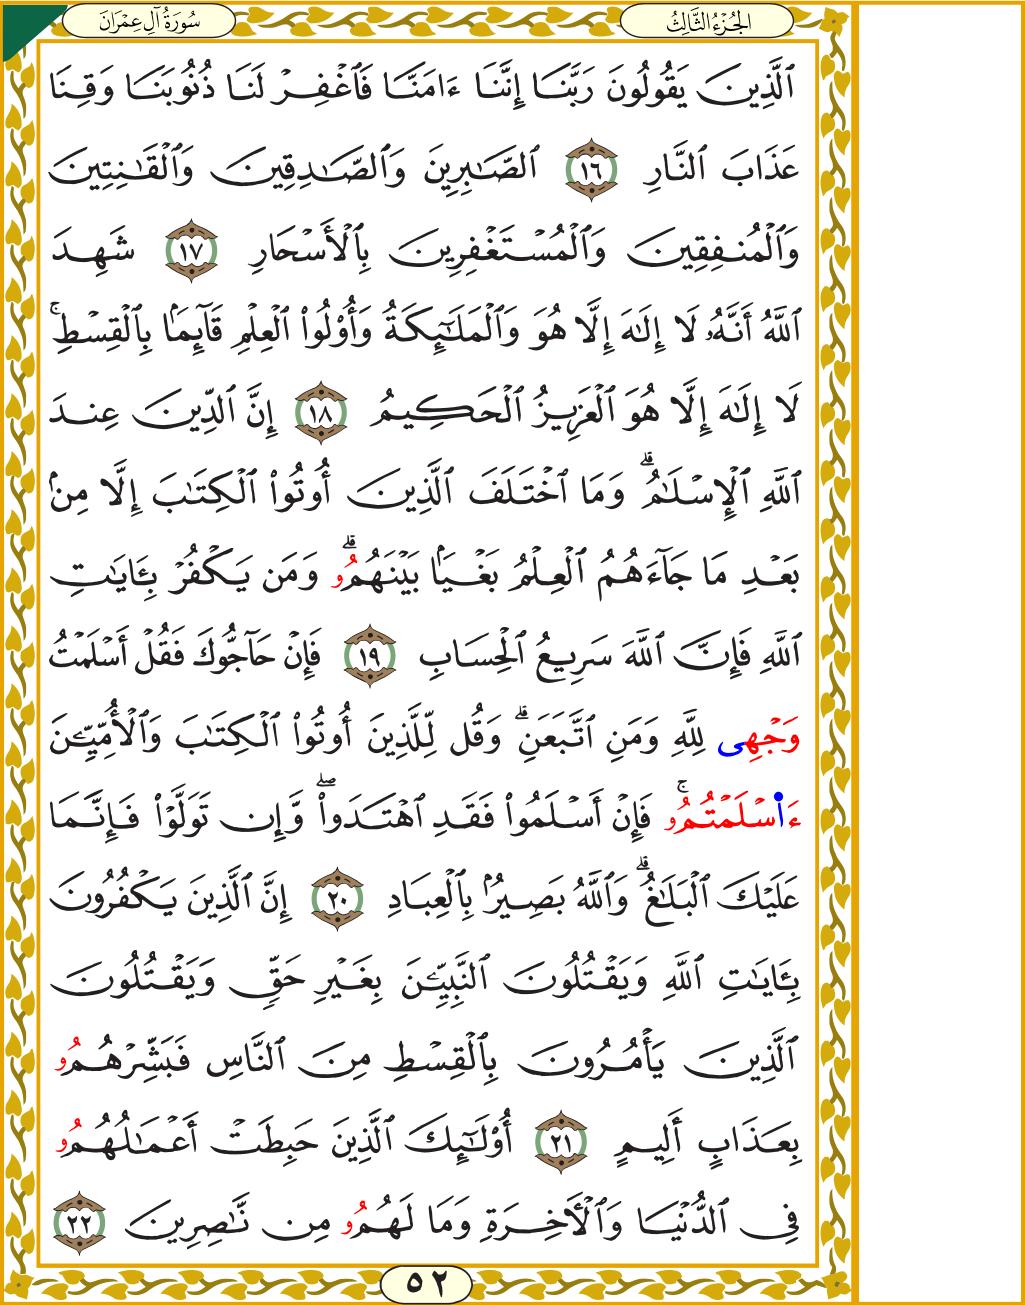 سُورَةُ آلِ عِمْرَانَ
الجُزْءُ الثَّالِثُ
ٱلَّذِينَ يَقُولُونَ رَبَّنَآ إِنَّنَآ ءَامَنَّا فَٱغْفِرْ لَنَا ذُنُوبَنَا وَقِنَا
عَذَابَ ٱلنَّارِ ١٦ ٱلصَّٰبِرِينَ وَٱلصَّٰدِقِينَ وَٱلْقَٰنِتِينَ
وَٱلْمُنفِقِينَ وَٱلْمُسْتَغْفِرِينَ بِٱلْأَسْحَارِ ١٧ شَهِدَ
ٱللَّهُ أَنَّهُۥ لَا إِلَٰهَ إِلَّا هُوَ وَٱلْمَلَٰٓئِكَةُ وَأُو۟لُوا۟ ٱلْعِلْمِ قَآئِمَۢا بِٱلْقِسْطِۚ
لَا إِلَٰهَ إِلَّا هُوَ ٱلْعَزِيزُ ٱلْحَكِيمُ ١٨ إِنَّ ٱلدِّينَ عِندَ
ٱللَّهِ ٱلْإِسْلَٰمُۗ وَمَا ٱخْتَلَفَ ٱلَّذِينَ أُوتُوا۟ ٱلْكِتَٰبَ إِلَّا مِنۢ
بَعْدِ مَا جَآءَهُمُ ٱلْعِلْمُ بَغْيَۢا بَيْنَهُمُۥۗ وَمَن يَكْفُرْ بِـَٔايَٰتِ
ٱللَّهِ فَإِنَّ ٱللَّهَ سَرِيعُ ٱلْحِسَابِ ١٩ فَإِنْ حَآجُّوكَ فَقُلْ أَسْلَمْتُ
وَجْهِى لِلَّهِ وَمَنِ ٱتَّبَعَنِۗ وَقُل لِّلَّذِينَ أُوتُوا۟ ٱلْكِتَٰبَ وَٱلْأُمِّيِّـۧنَ
ءَا۬سْلَمْتُمُۥۚ فَإِنْ أَسْلَمُوا۟ فَقَدِ ٱهْتَدَوا۟ۖ وَّإِن تَوَلَّوْا۟ فَإِنَّمَا
عَلَيْكَ ٱلْبَلَٰغُۗ وَٱللَّهُ بَصِيرُۢ بِٱلْعِبَادِ ٢٠ إِنَّ ٱلَّذِينَ يَكْفُرُونَ
بِـَٔايَٰتِ ٱللَّهِ وَيَقْتُلُونَ ٱلنَّبِيِّـۧنَ بِغَيْرِ حَقٍّ وَيَقْتُلُونَ
ٱلَّذِينَ يَأْمُرُونَ بِٱلْقِسْطِ مِنَ ٱلنَّاسِ فَبَشِّرْهُمُۥ
بِعَذَابٍ أَلِيمٍ ٢١ أُو۟لَٰٓئِكَ ٱلَّذِينَ حَبِطَتْ أَعْمَٰلُهُمُۥ
فِى ٱلدُّنْيَا وَٱلْأَخِرَةِ وَمَا لَهُمُۥ مِن نَّٰصِرِينَ ٢٢
٥٢